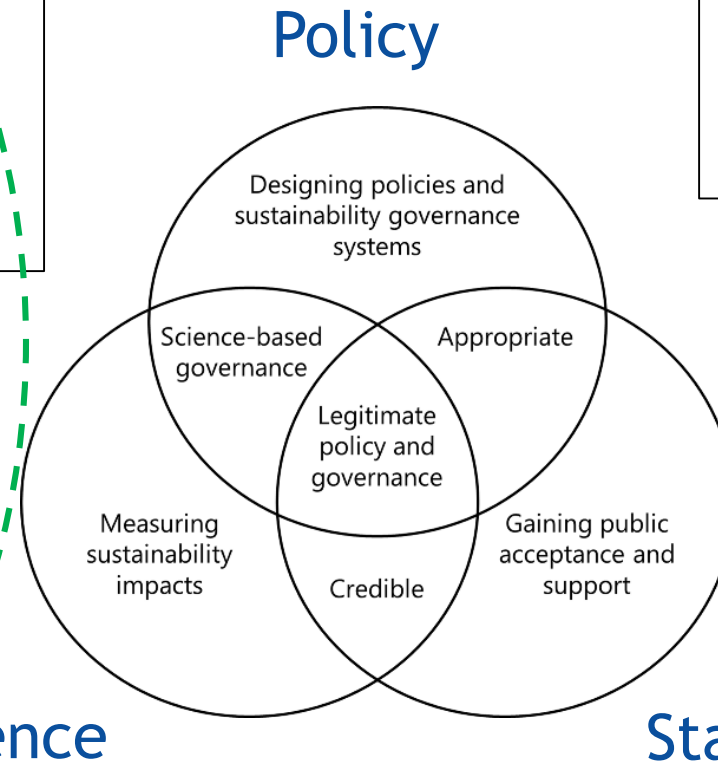 Policy
Designing policies and
sustainability governance
systems
Science-based
governance
Appropriate
Legitimate
policy and
governance
Measuring
sustainability
impacts
Gaining public
acceptance and
support
Credible
ence
Sta